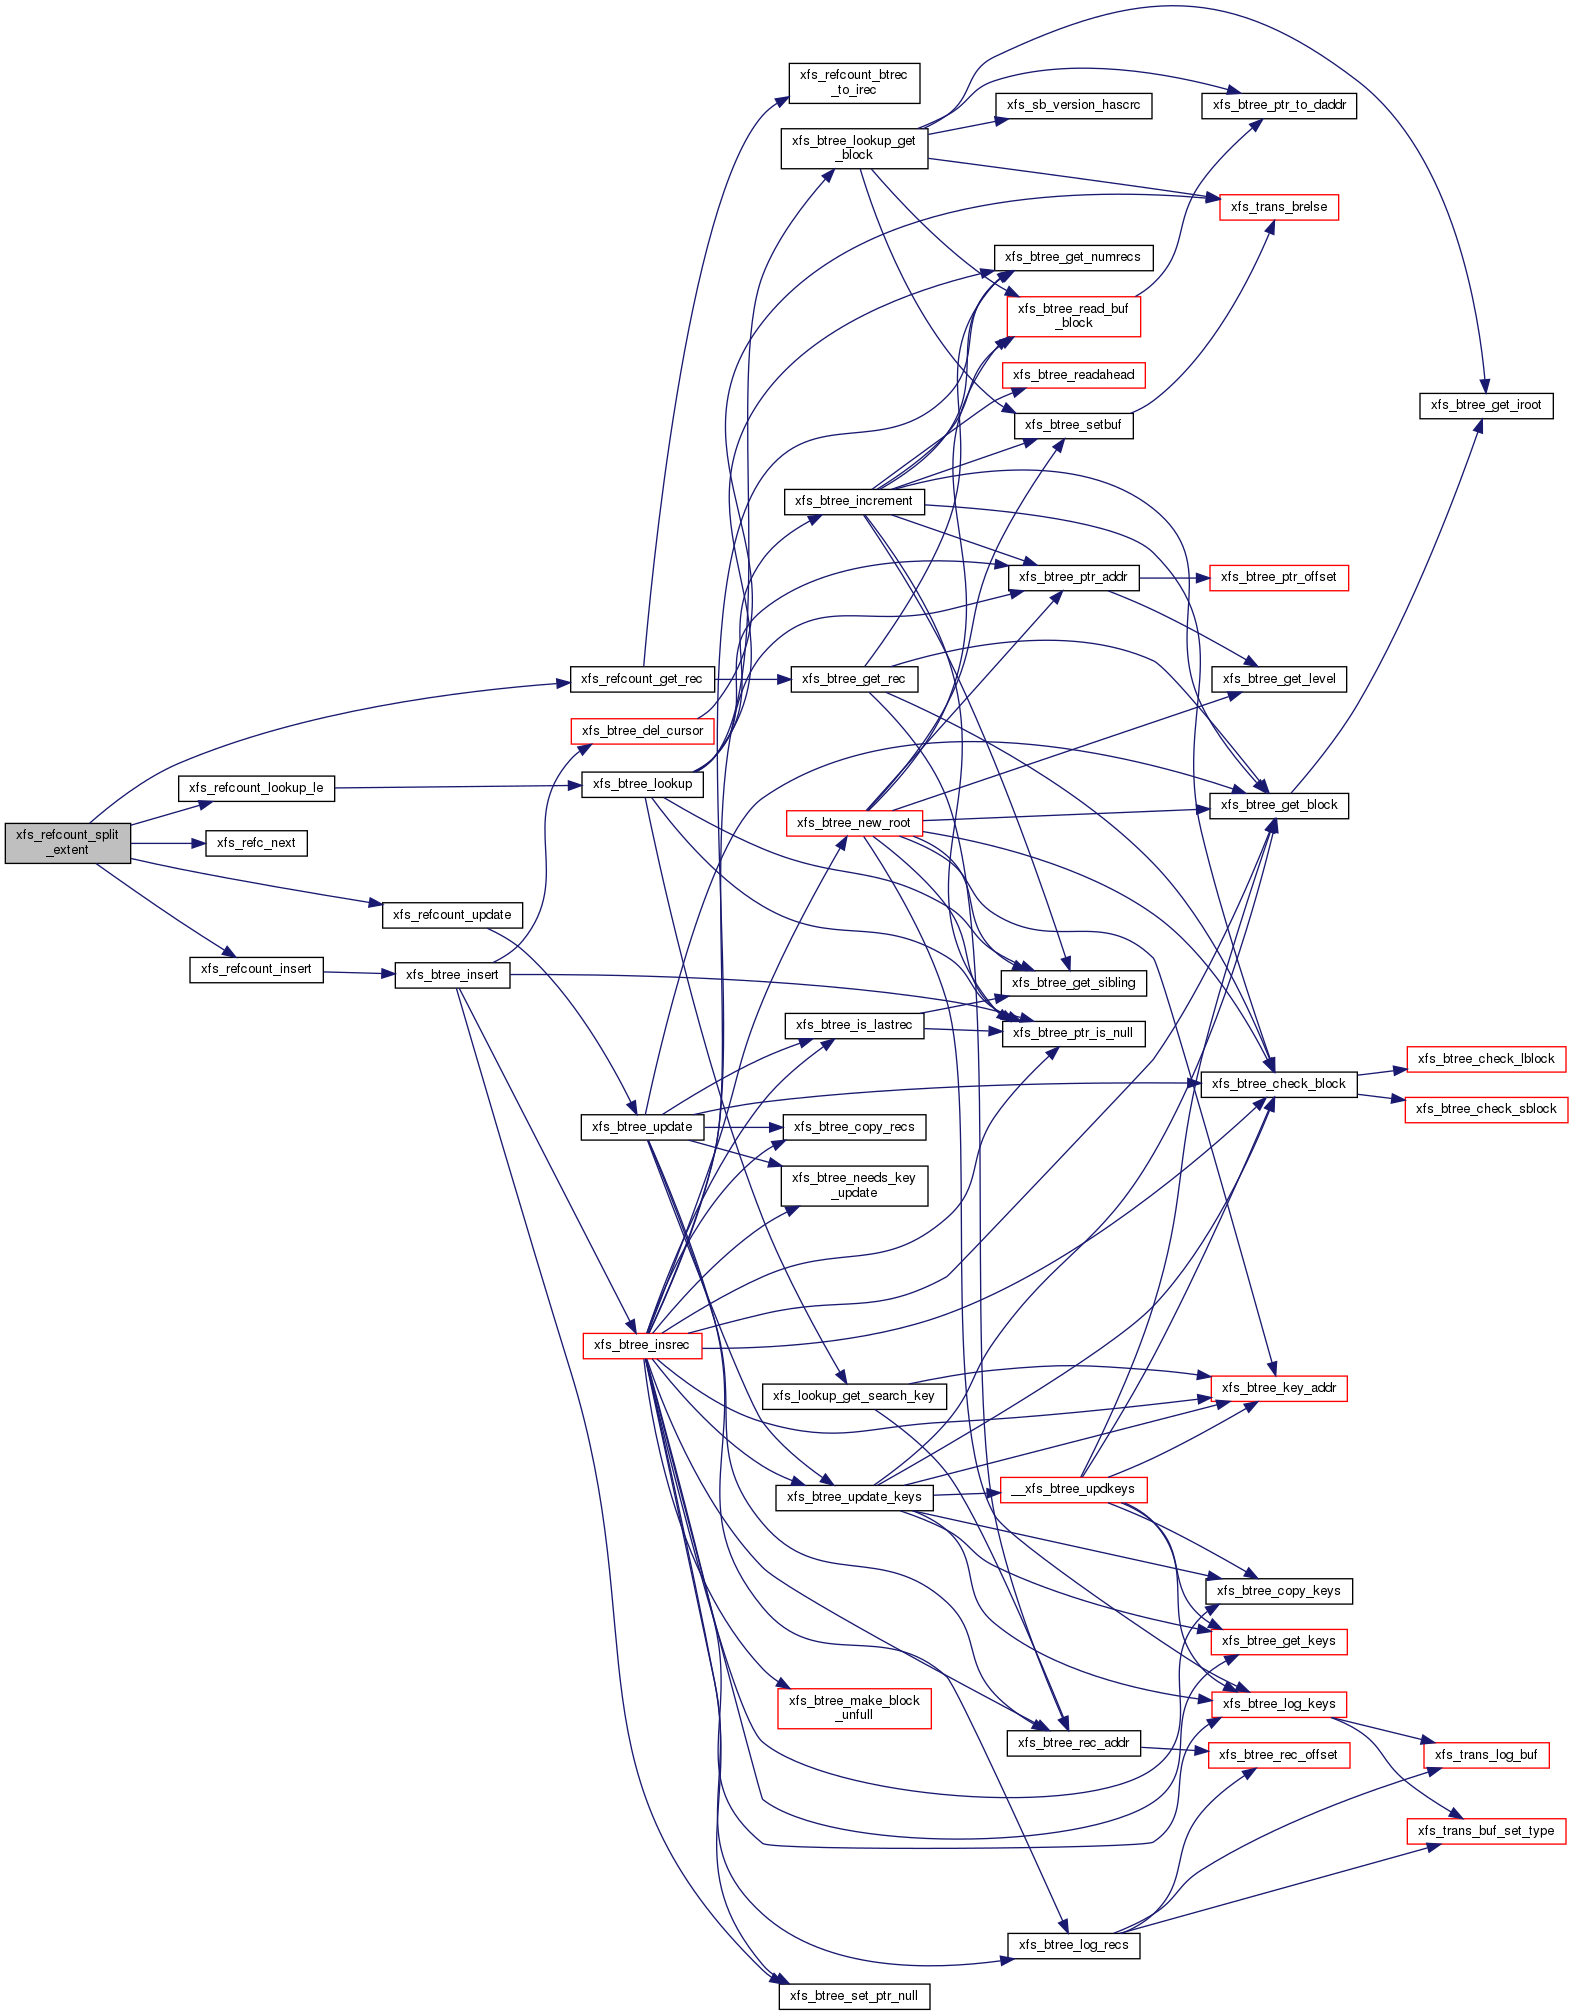 xfs_refcount_split
_extent
xfs_refcount_lookup_le
xfs_refc_next
xfs_refcount_insert
xfs_refcount_update
xfs_btree_insert
xfs_refcount_get_rec
xfs_btree_del_cursor
xfs_btree_lookup
xfs_btree_update
xfs_btree_insrec
xfs_refcount_btrec
_to_irec
xfs_btree_lookup_get
_block
xfs_btree_increment
xfs_btree_get_rec
xfs_btree_new_root
xfs_btree_is_lastrec
xfs_btree_copy_recs
xfs_btree_needs_key
_update
xfs_lookup_get_search_key
xfs_btree_update_keys
xfs_btree_make_block
_unfull
xfs_btree_set_ptr_null
xfs_sb_version_hascrc
xfs_btree_get_numrecs
xfs_btree_read_buf
_block
xfs_btree_readahead
xfs_btree_setbuf
xfs_btree_ptr_addr
xfs_btree_get_sibling
xfs_btree_ptr_is_null
__xfs_btree_updkeys
xfs_btree_rec_addr
xfs_btree_log_recs
xfs_btree_ptr_to_daddr
xfs_trans_brelse
xfs_btree_ptr_offset
xfs_btree_get_level
xfs_btree_get_block
xfs_btree_check_block
xfs_btree_key_addr
xfs_btree_copy_keys
xfs_btree_get_keys
xfs_btree_log_keys
xfs_btree_rec_offset
xfs_btree_get_iroot
xfs_btree_check_lblock
xfs_btree_check_sblock
xfs_trans_log_buf
xfs_trans_buf_set_type